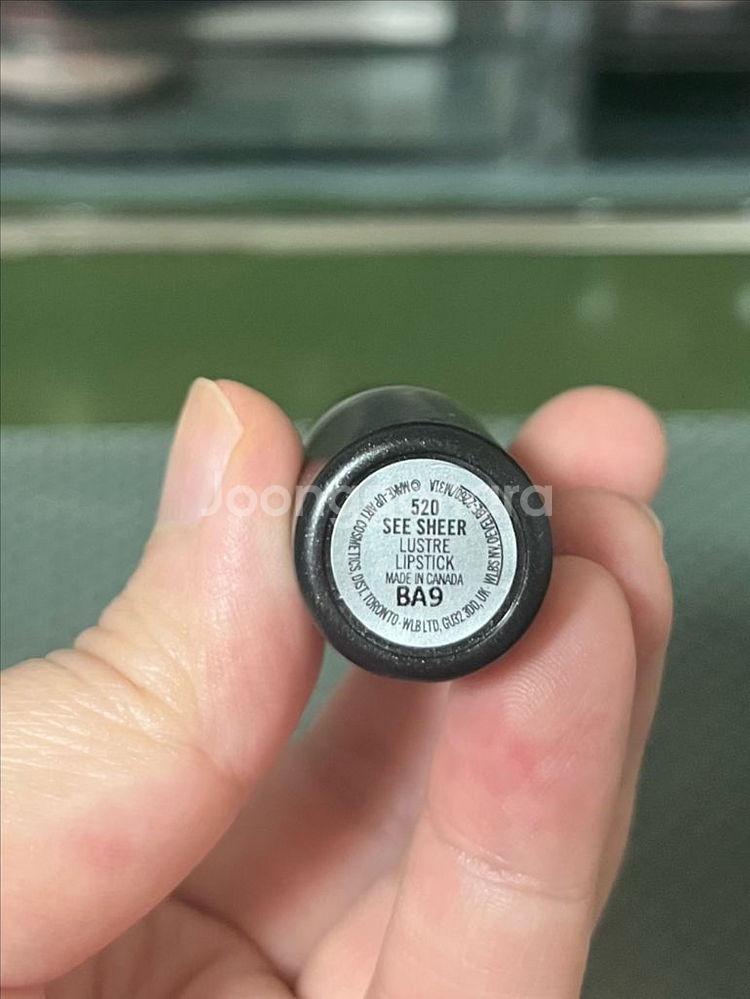 520
SEE SHEER
LUSTRE
LIPSTICK
MADE IN CANADA
BA9
© MAKE-UP ART COSMETICS, DIST. TORONTO · WLB LTD, GU32 3DD, UK